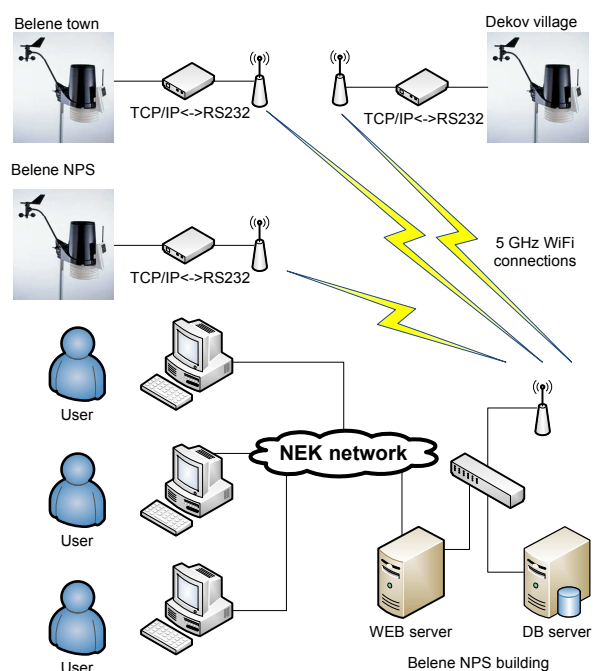 Belene town
Dekov village
TCP/IP<->RS232
TCP/IP<->RS232
Belene NPS
5 GHz WiFi
connections
TCP/IP<->RS232
User
NEK network
User
WEB server
DB server
Belene NPS building
User